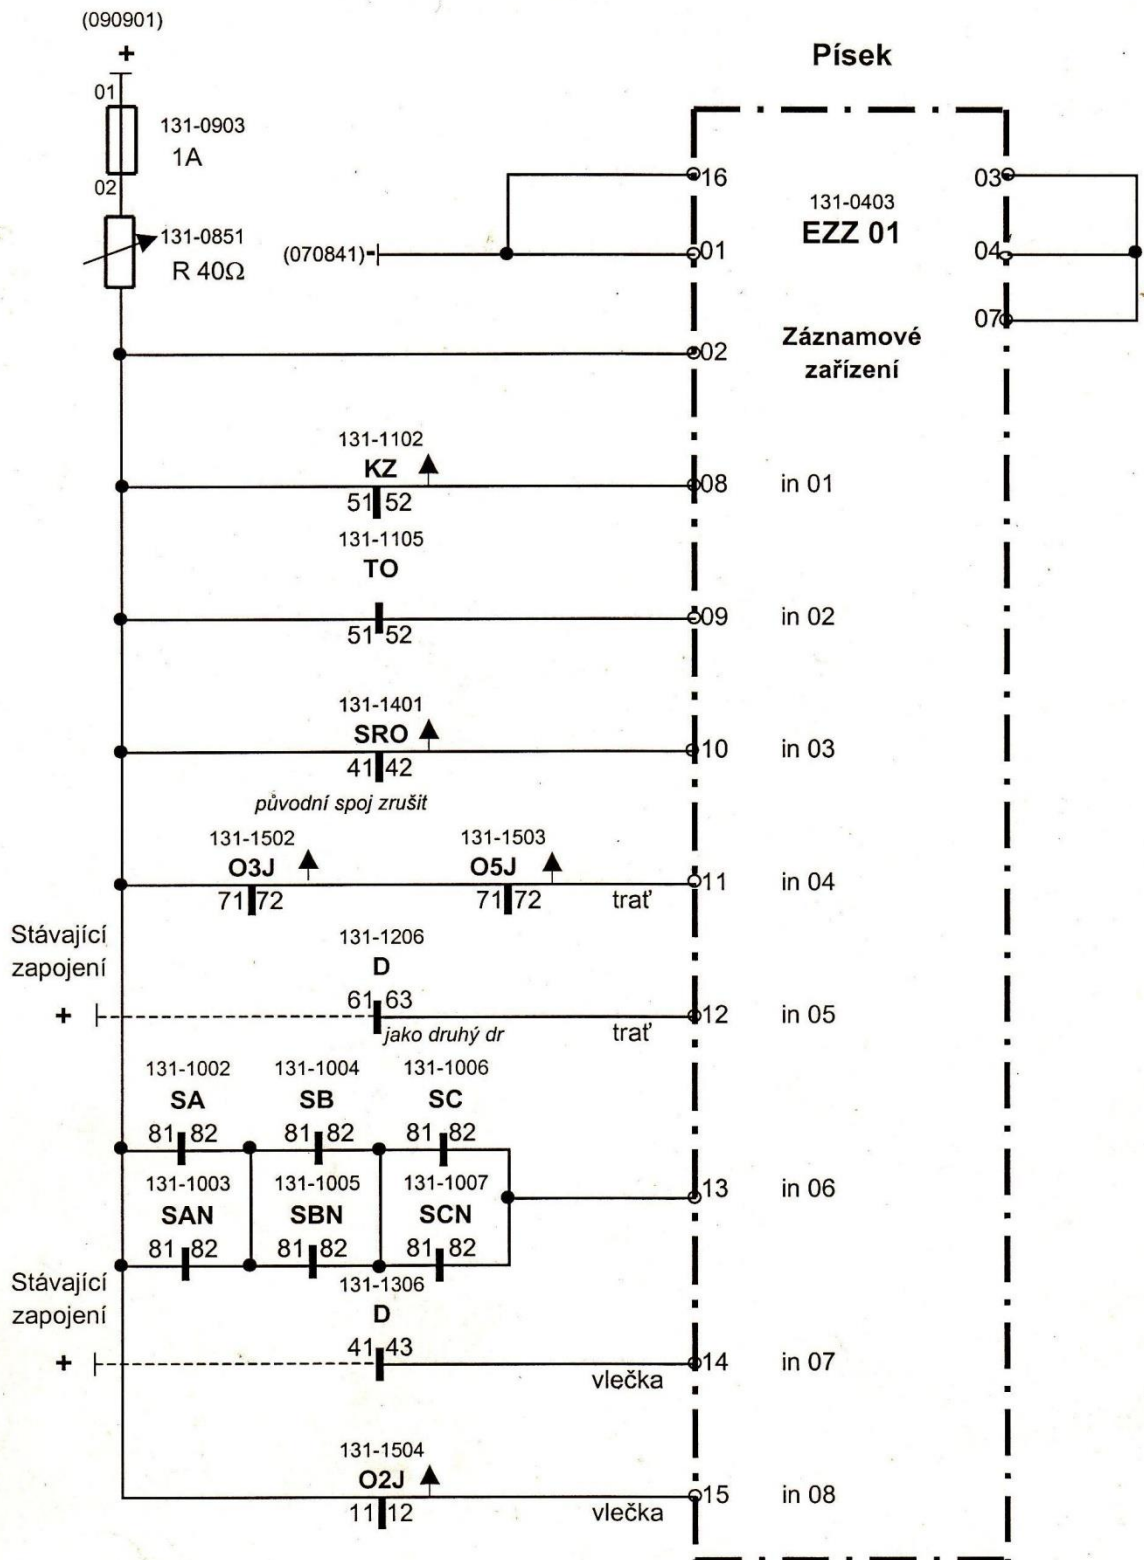 (090901)
+
Písek
01
131-0903
1A
02
131-0851
R 40Ω
(070841) -
16
01
131-0403
EZZ 01
03
04
07
02
Záznamové
zařízení
131-1102
KZ
51 52
08
in 01
131-1105
TO
51 52
09
in 02
131-1401
SRO
41 42
10
in 03
původní spoj zrušit
131-1502
O3J
71 72
131-1503
O5J
71 72
trať
11
in 04
Stávající
zapojení
+
131-1206
D
61 63
jako druhý dr
trať
12
in 05
131-1002
SA
81 82
131-1004
SB
81 82
131-1006
SC
81 82
131-1003
SAN
81 82
131-1005
SBN
81 82
131-1007
SCN
81 82
13
in 06
Stávající
zapojení
+
131-1306
D
41 43
vlečka
14
in 07
131-1504
O2J
11 12
vlečka
15
in 08